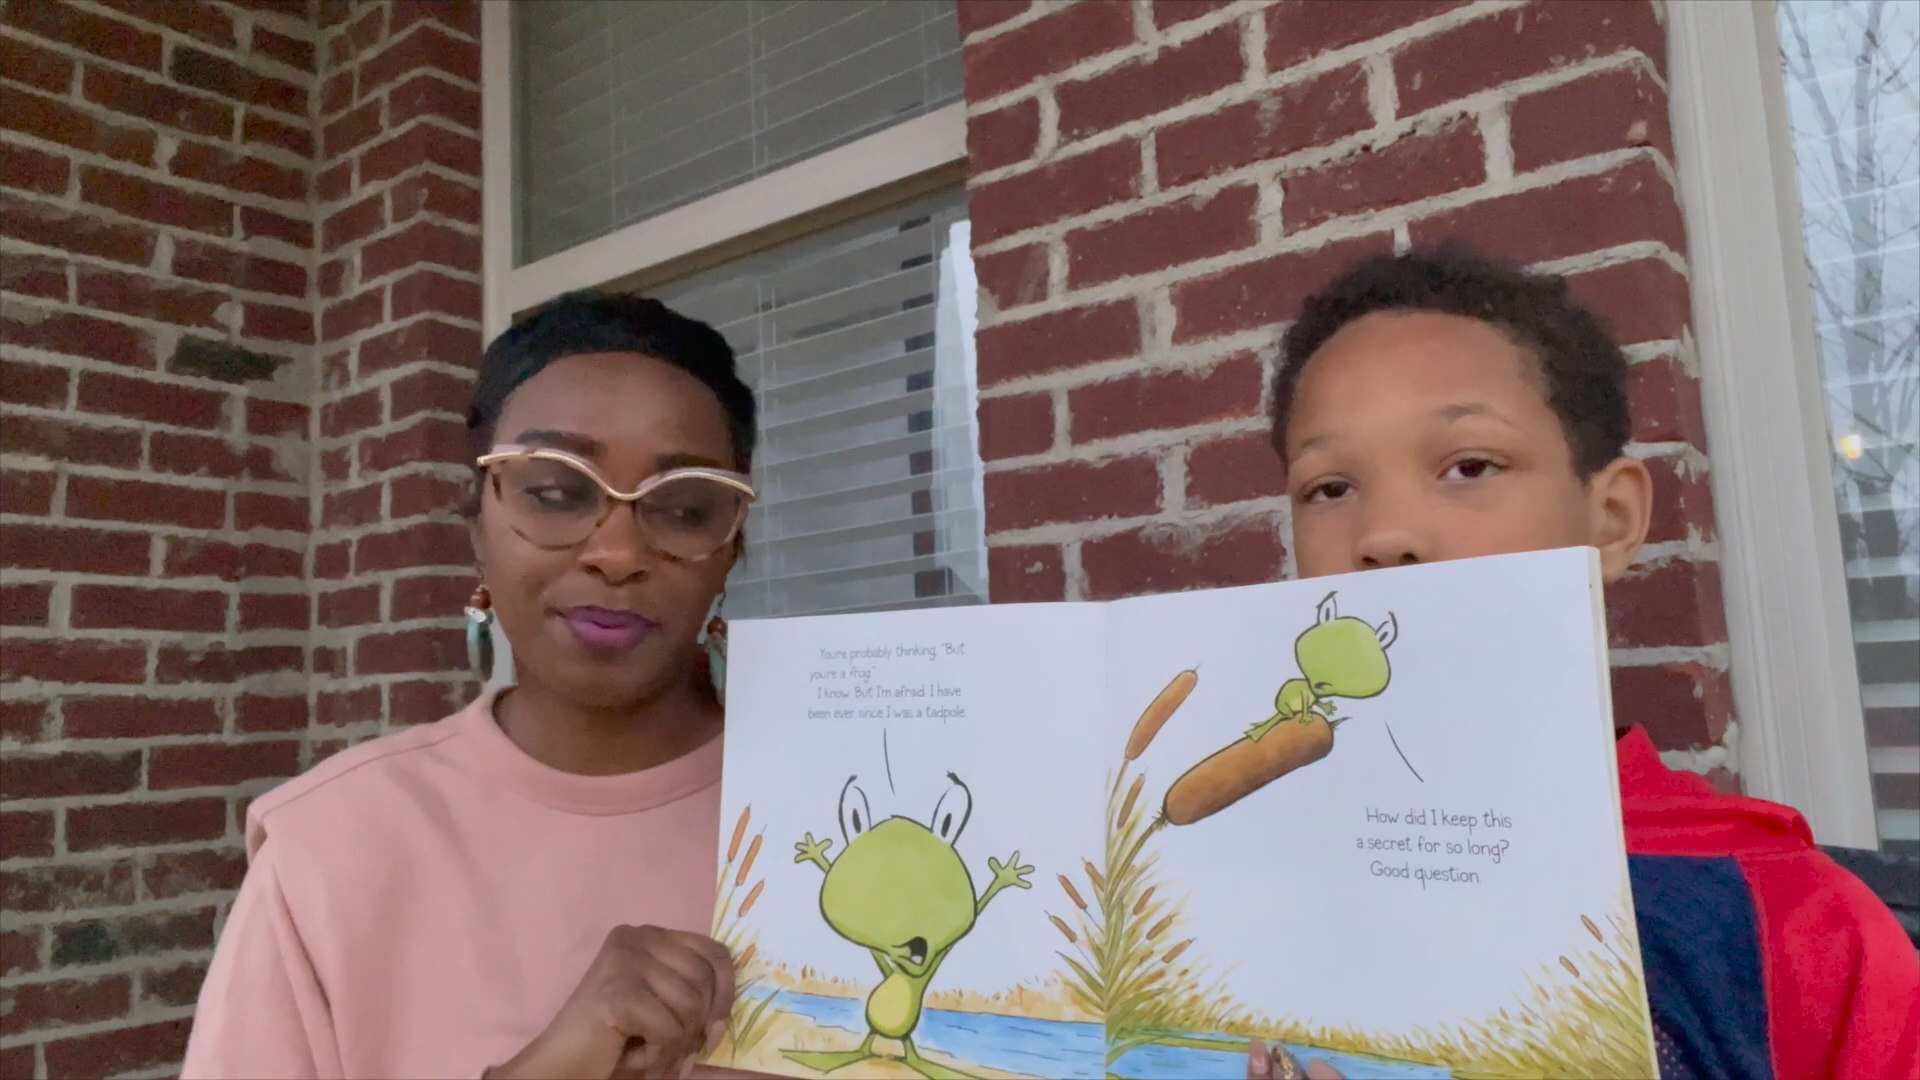 You're probably thinking, "But
you're a frog."
I know. But I'm afraid. I have
been ever since I was a tadpole.
How did I keep this
a secret for so long?
Good question.